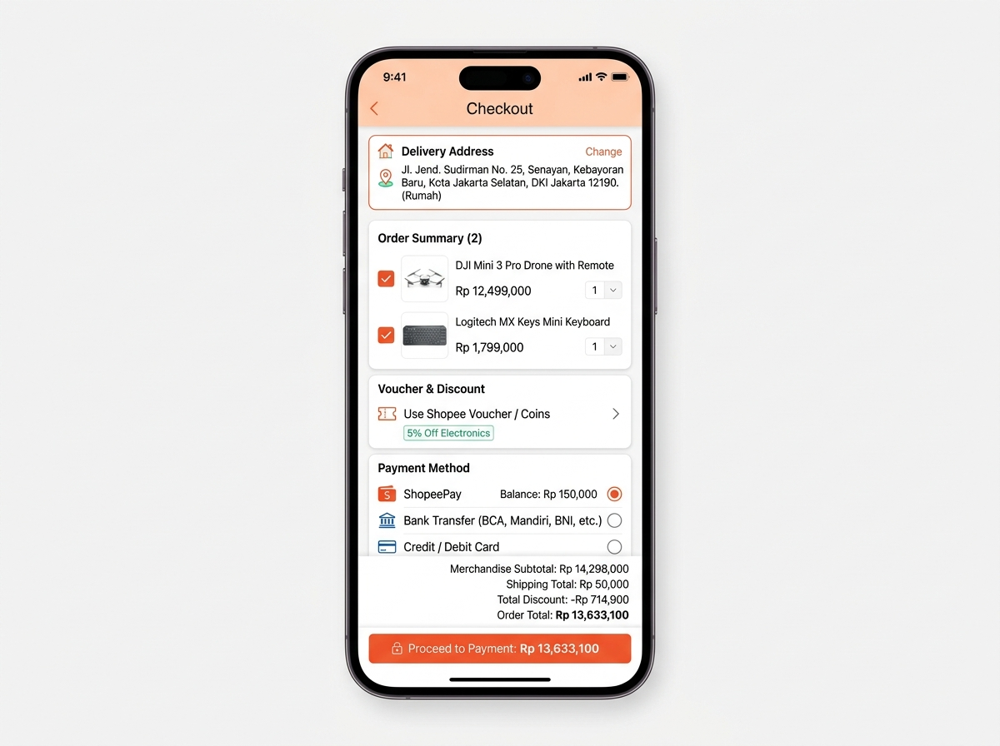 9:41
Checkout
Delivery Address
Change
Jl. Jend. Sudirman No. 25, Senayan, Kebayoran
Baru, Kota Jakarta Selatan, DKI Jakarta 12190.
(Rumah)
Order Summary (2)
DJI Mini 3 Pro Drone with Remote
Rp 12,499,000
1
Logitech MX Keys Mini Keyboard
Rp 1,799,000
1
Voucher & Discount
Use Shopee Voucher / Coins
5% Off Electronics
Payment Method
S
ShopeePay
Balance: Rp 150,000
Bank Transfer (BCA, Mandiri, BNI, etc.)
Credit / Debit Card
Merchandise Subtotal: Rp 14,298,000
Shipping Total: Rp 50,000
Total Discount: -Rp 714,900
Order Total: Rp 13,633,100
Proceed to Payment: Rp 13,633,100